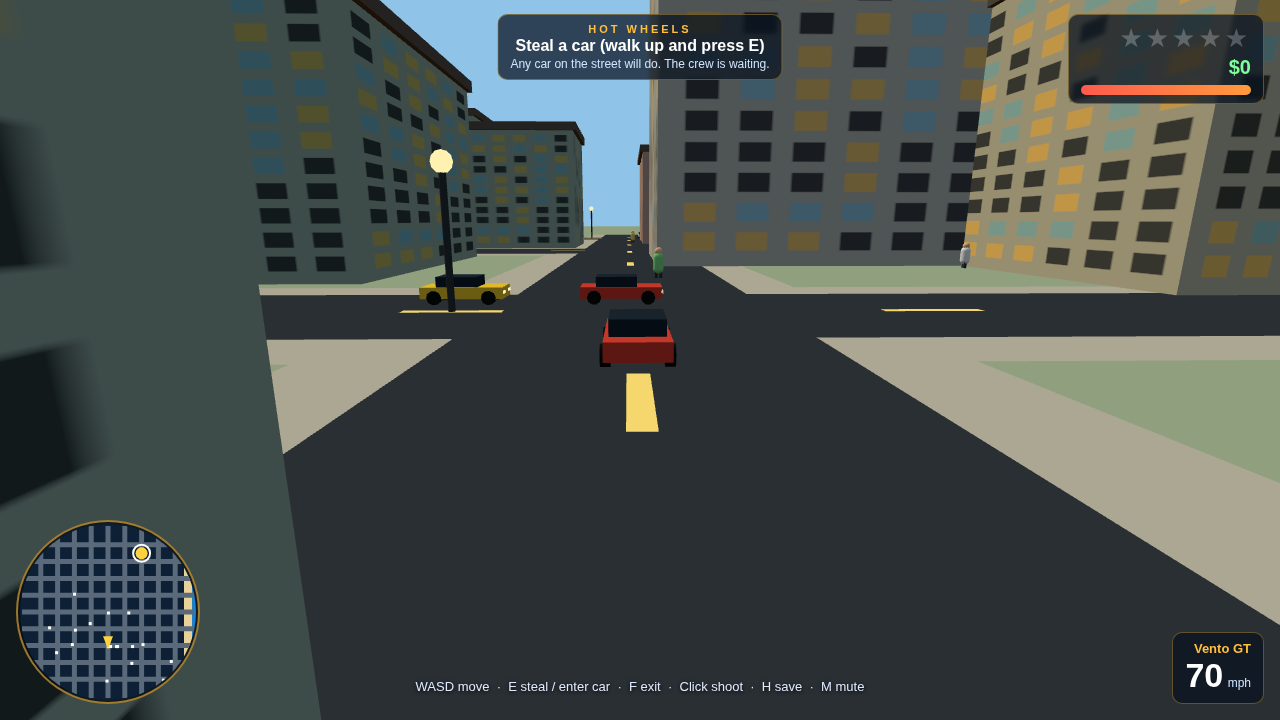 HOT WHEELS
Steal a car (walk up and press E)
Any car on the street will do. The crew is waiting.
$0
WASD move · E steal / enter car · F exit · Click shoot · H save · M mute
Vento GT
70 mph